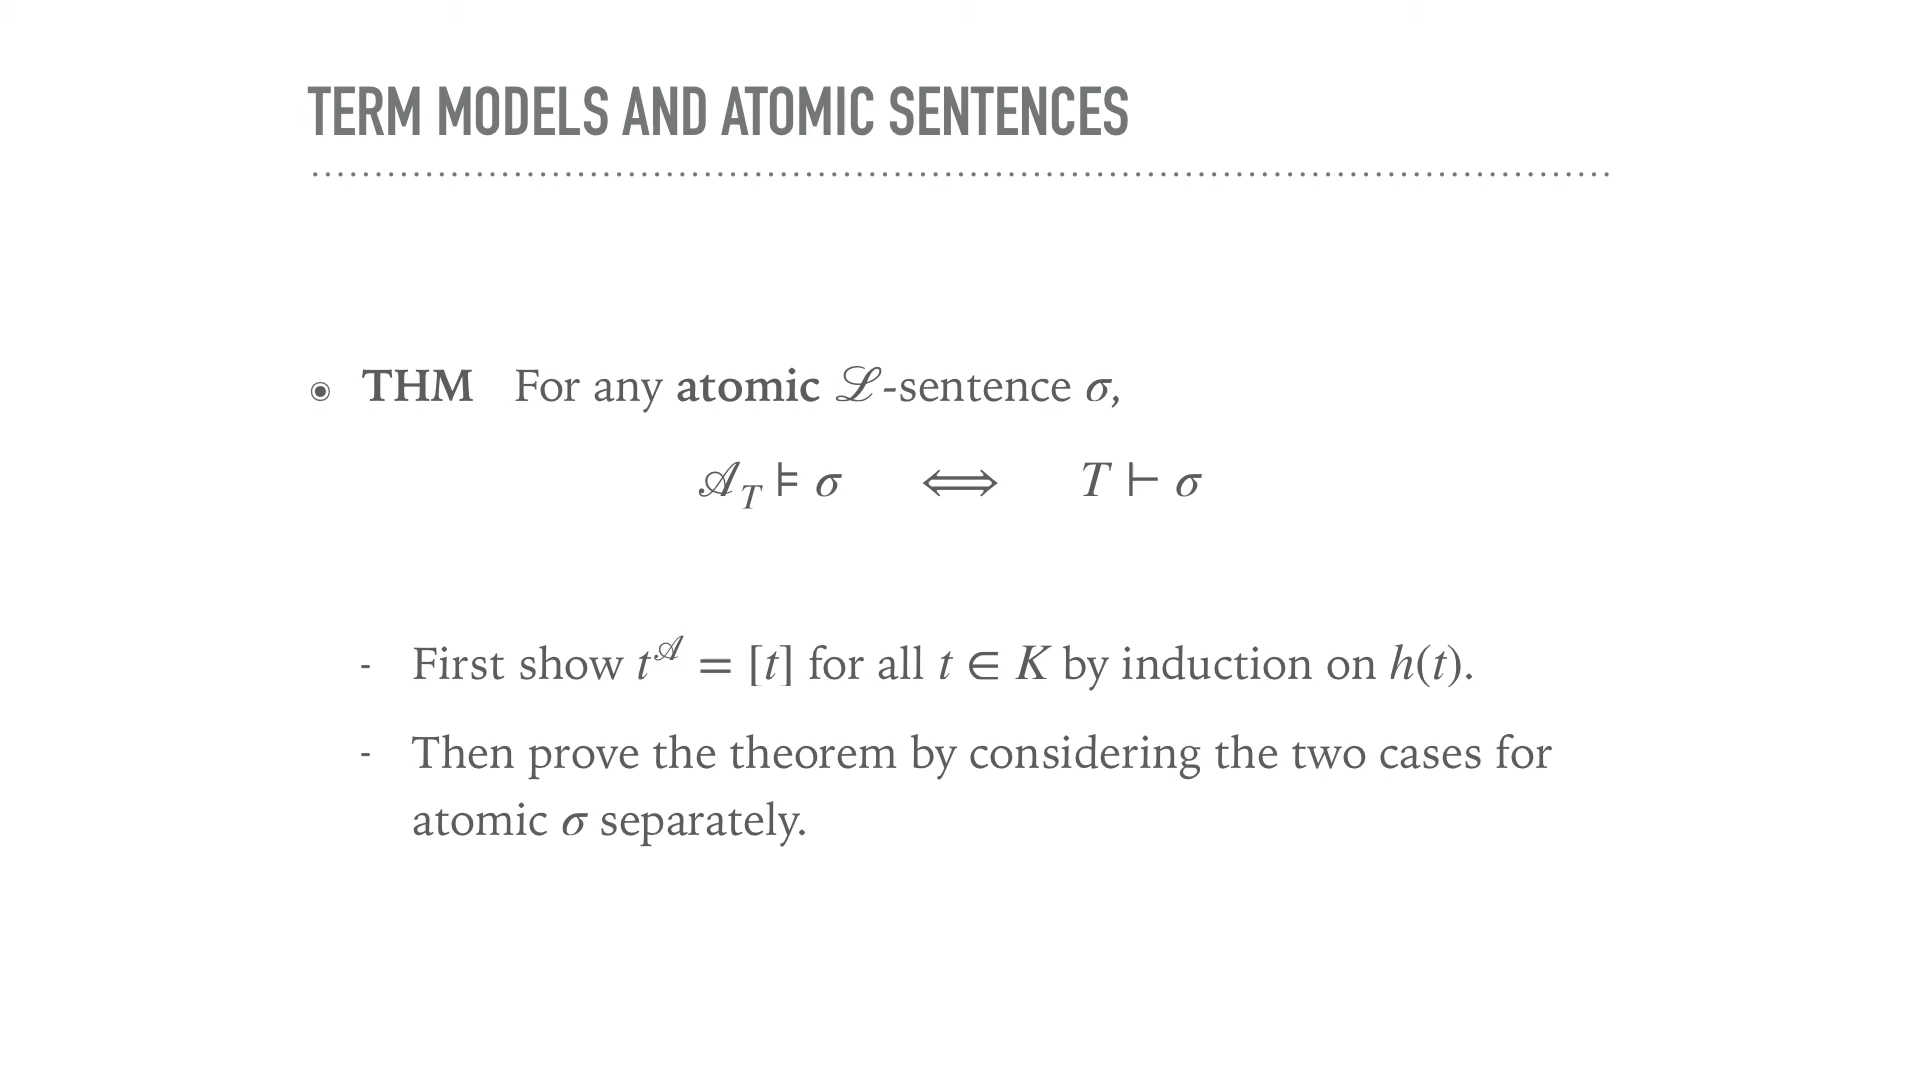 TERM MODELS AND ATOMIC SENTENCES
THM For any atomic ℒ-sentence σ,
𝒜_T ⊧ σ ⟺ T ⊢ σ
- First show t^𝒜 = [t] for all t ∈ K by induction on h(t).
- Then prove the theorem by considering the two cases for
atomic σ separately.